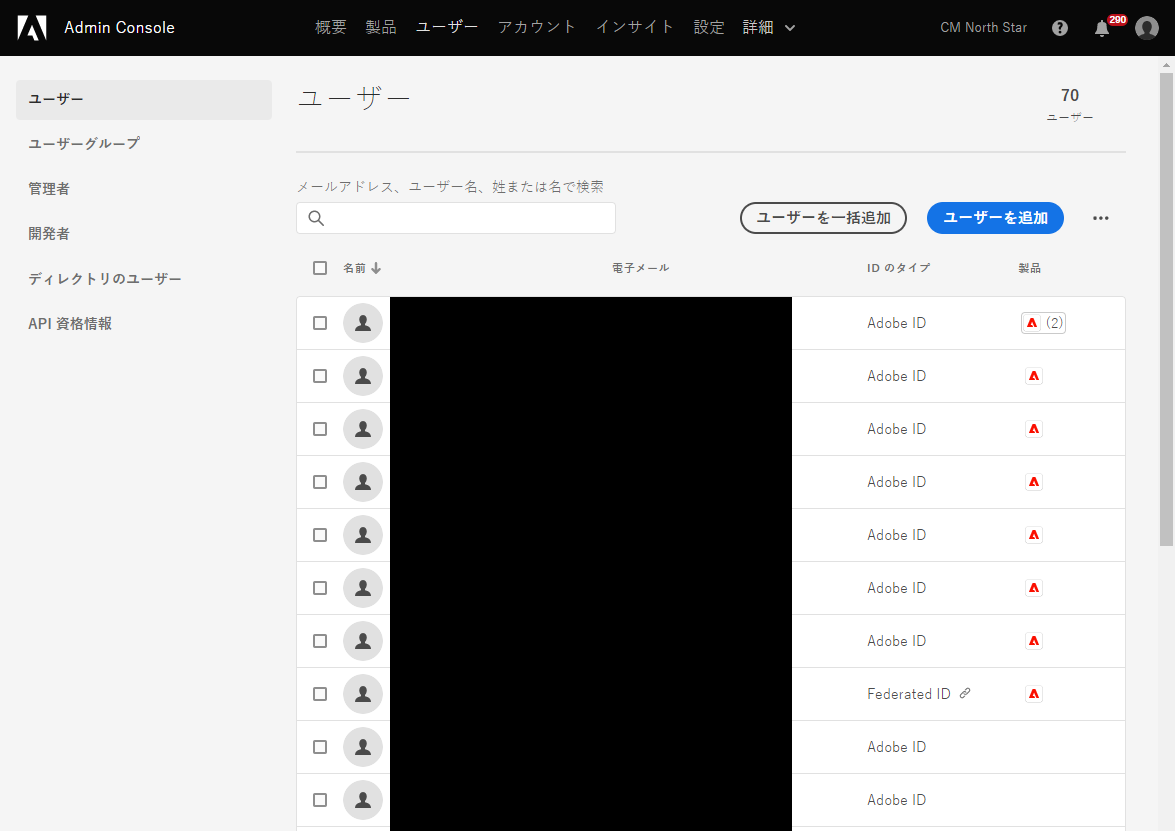 Admin Console 概要 製品 ユーザー アカウント インサイト 設定 詳細 CM North Star 290
ユーザー
ユーザーグループ
管理者
開発者
ディレクトリのユーザー
API 資格情報
ユーザー
70
ユーザー
メールアドレス、ユーザー名、姓または名で検索
ユーザーを一括追加 ユーザーを追加
名前 電子メール ID のタイプ 製品
Adobe ID (2)
Adobe ID
Adobe ID
Adobe ID
Adobe ID
Adobe ID
Adobe ID
Federated ID
Adobe ID
Adobe ID